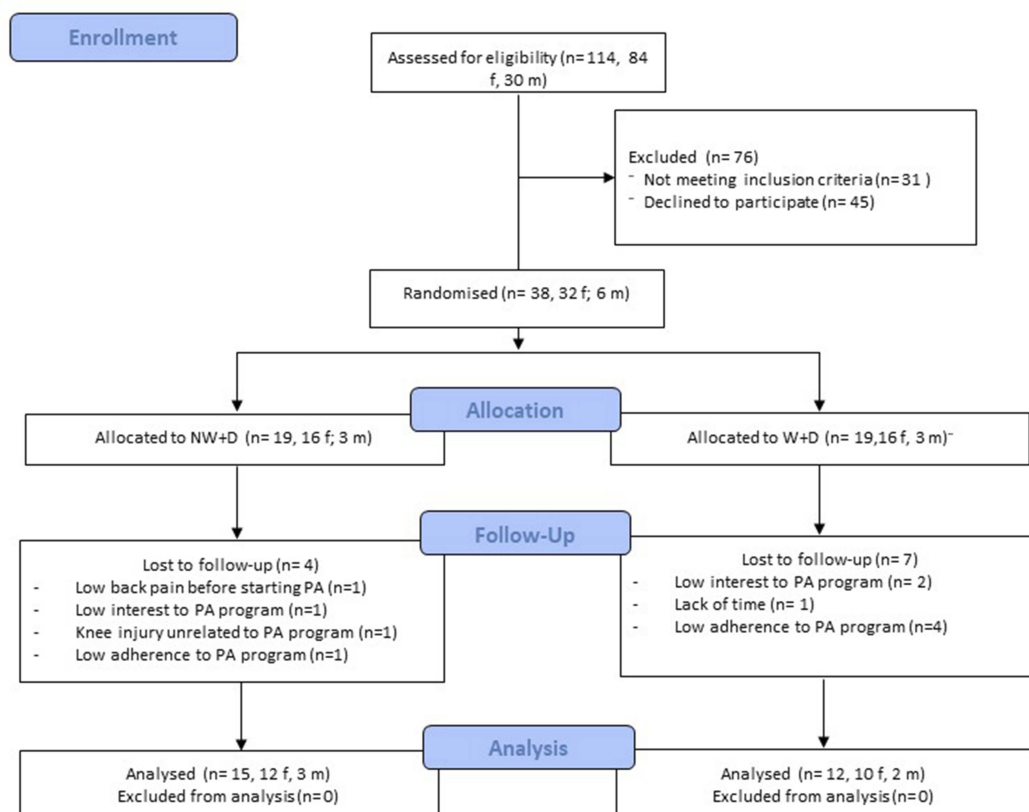 Enrollment
Assessed for eligibility (n= 114, 84
f, 30 m)
Excluded (n= 76)
- Not meeting inclusion criteria (n=31 )
- Declined to participate (n= 45)
Randomised (n= 38, 32 f; 6 m)
Allocation
Allocated to NW+D (n= 19, 16 f; 3 m)
Allocated to W+D (n= 19,16 f, 3 m)-
Follow-Up
Lost to follow-up (n= 4)
- Low back pain before starting PA (n=1)
- Low interest to PA program (n=1)
- Knee injury unrelated to PA program (n=1)
- Low adherence to PA program (n=1)
Lost to follow-up (n= 7)
- Low interest to PA program (n= 2)
- Lack of time (n= 1)
- Low adherence to PA program (n=4)
Analysis
Analysed (n= 15, 12 f, 3 m)
Excluded from analysis (n= 0)
Analysed (n= 12, 10 f, 2 m)
Excluded from analysis (n= 0)